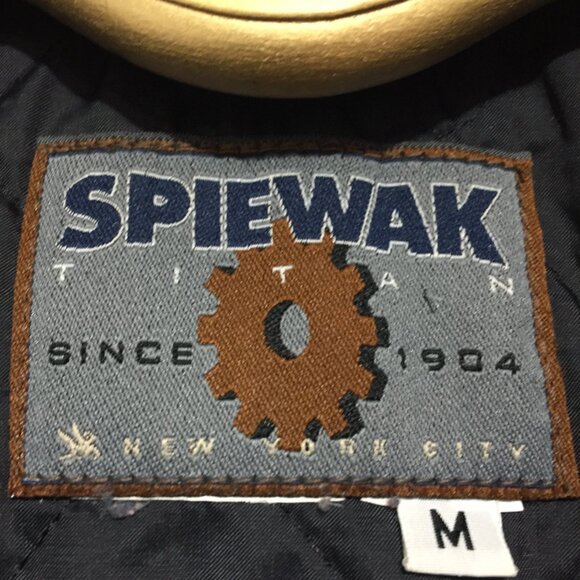 SPIEWAK
TITAN
SINCE 1904
NEW YORK CITY
M